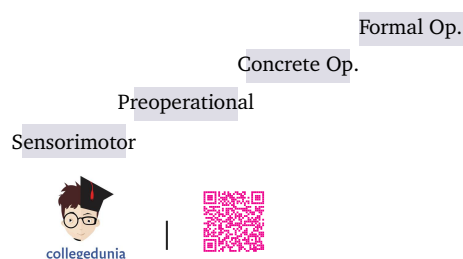 Formal Op.
Concrete Op.
Preoperational
Sensorimotor
collegedunia